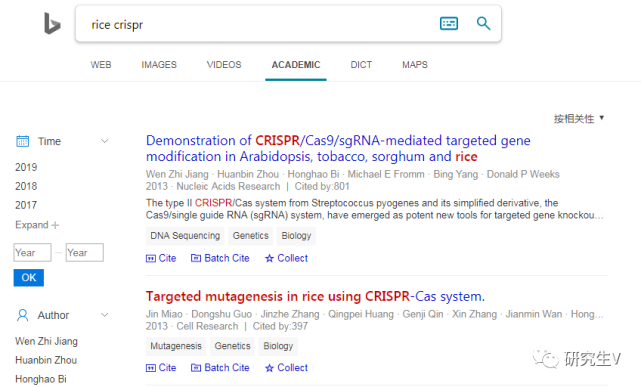 rice crispr
WEB IMAGES VIDEOS ACADEMIC DICT MAPS
按相关性 ▼
Time
2019
2018
2017
Expand +
Year – Year
OK
Author
Wen Zhi Jiang
Huanbin Zhou
Honghao Bi
Demonstration of CRISPR/Cas9/sgRNA-mediated targeted gene
modification in Arabidopsis, tobacco, sorghum and rice
Wen Zhi Jiang · Huanbin Zhou · Honghao Bi · Michael E Fromm · Bing Yang · Donald P Weeks
2013 · Nucleic Acids Research | Cited by:801
The type II CRISPR/Cas system from Streptococcus pyogenes and its simplified derivative, the
Cas9/single guide RNA (sgRNA) system, have emerged as potent new tools for targeted gene knockou…
DNA Sequencing Genetics Biology
Cite Batch Cite Collect
Targeted mutagenesis in rice using CRISPR-Cas system.
Jin Miao · Dongshu Guo · Jinzhe Zhang · Qingpei Huang · Genji Qin · Xin Zhang · Jianmin Wan · Hong…
2013 · Cell Research | Cited by:397
Mutagenesis Genetics Biology
Cite Batch Cite Collect
研究生V